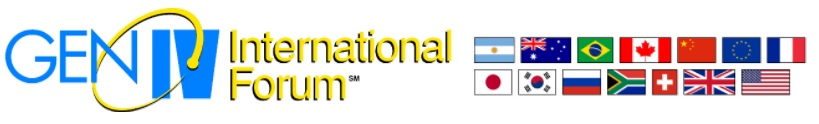 GEN IV International
Forum℠